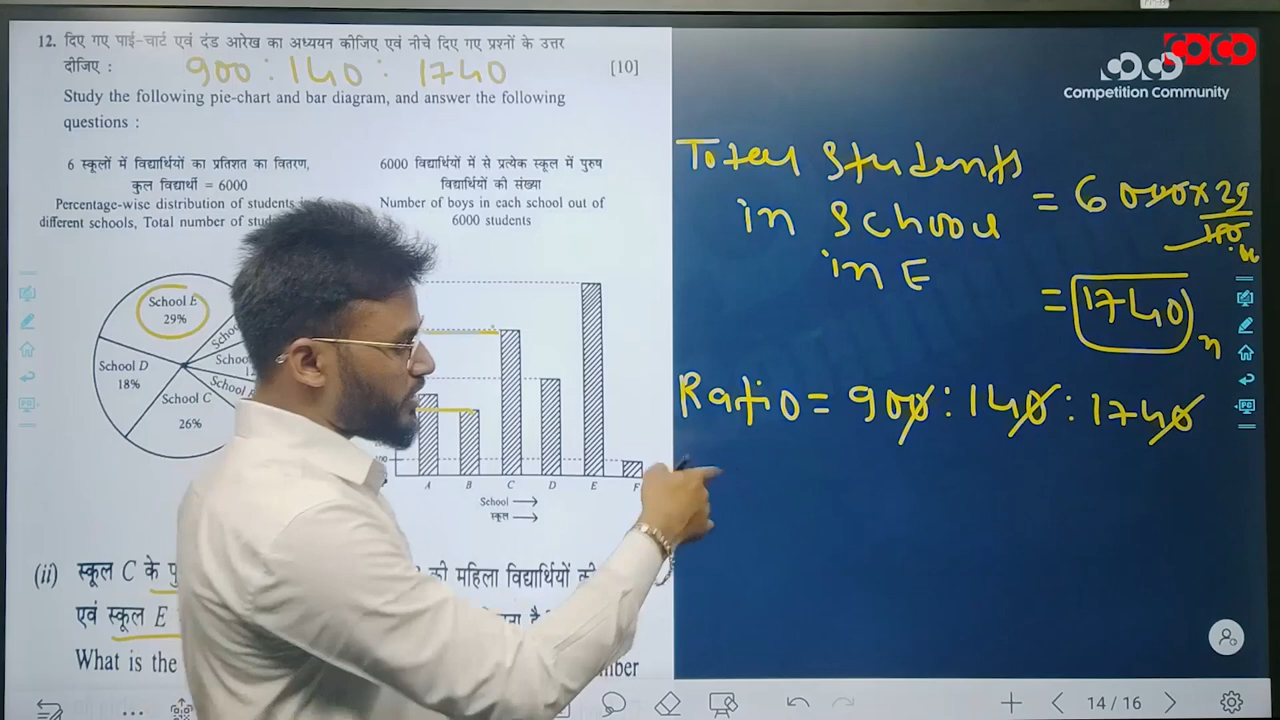 12. दिए गए पाई-चार्ट एवं दंड आरेख का अध्ययन कीजिए एवं नीचे दिए गए प्रश्नों के उत्तर
दीजिए :
900 : 140 : 1740
[10]
Study the following pie-chart and bar diagram, and answer the following
questions :
6 स्कूलों में विद्यार्थियों का प्रतिशत का वितरण,
कुल विद्यार्थी = 6000
Percentage-wise distribution of students
different schools, Total number of
6000 विद्यार्थियों में से प्रत्येक स्कूल में पुरुष
विद्यार्थियों की संख्या
Number of boys in each school out of
6000 students
School E
29%
School D
18%
School C
26%
School A
A B C D E F
School →
स्कूल →
(ii) स्कूल C के
की महिला विद्यार्थियों की
एवं स्कूल E
What is the
COCO
Competition Community
Total Students
in School
in E
= 6000 × 29
100
= 1740
Ratio = 900 : 140 : 1740
14 / 16